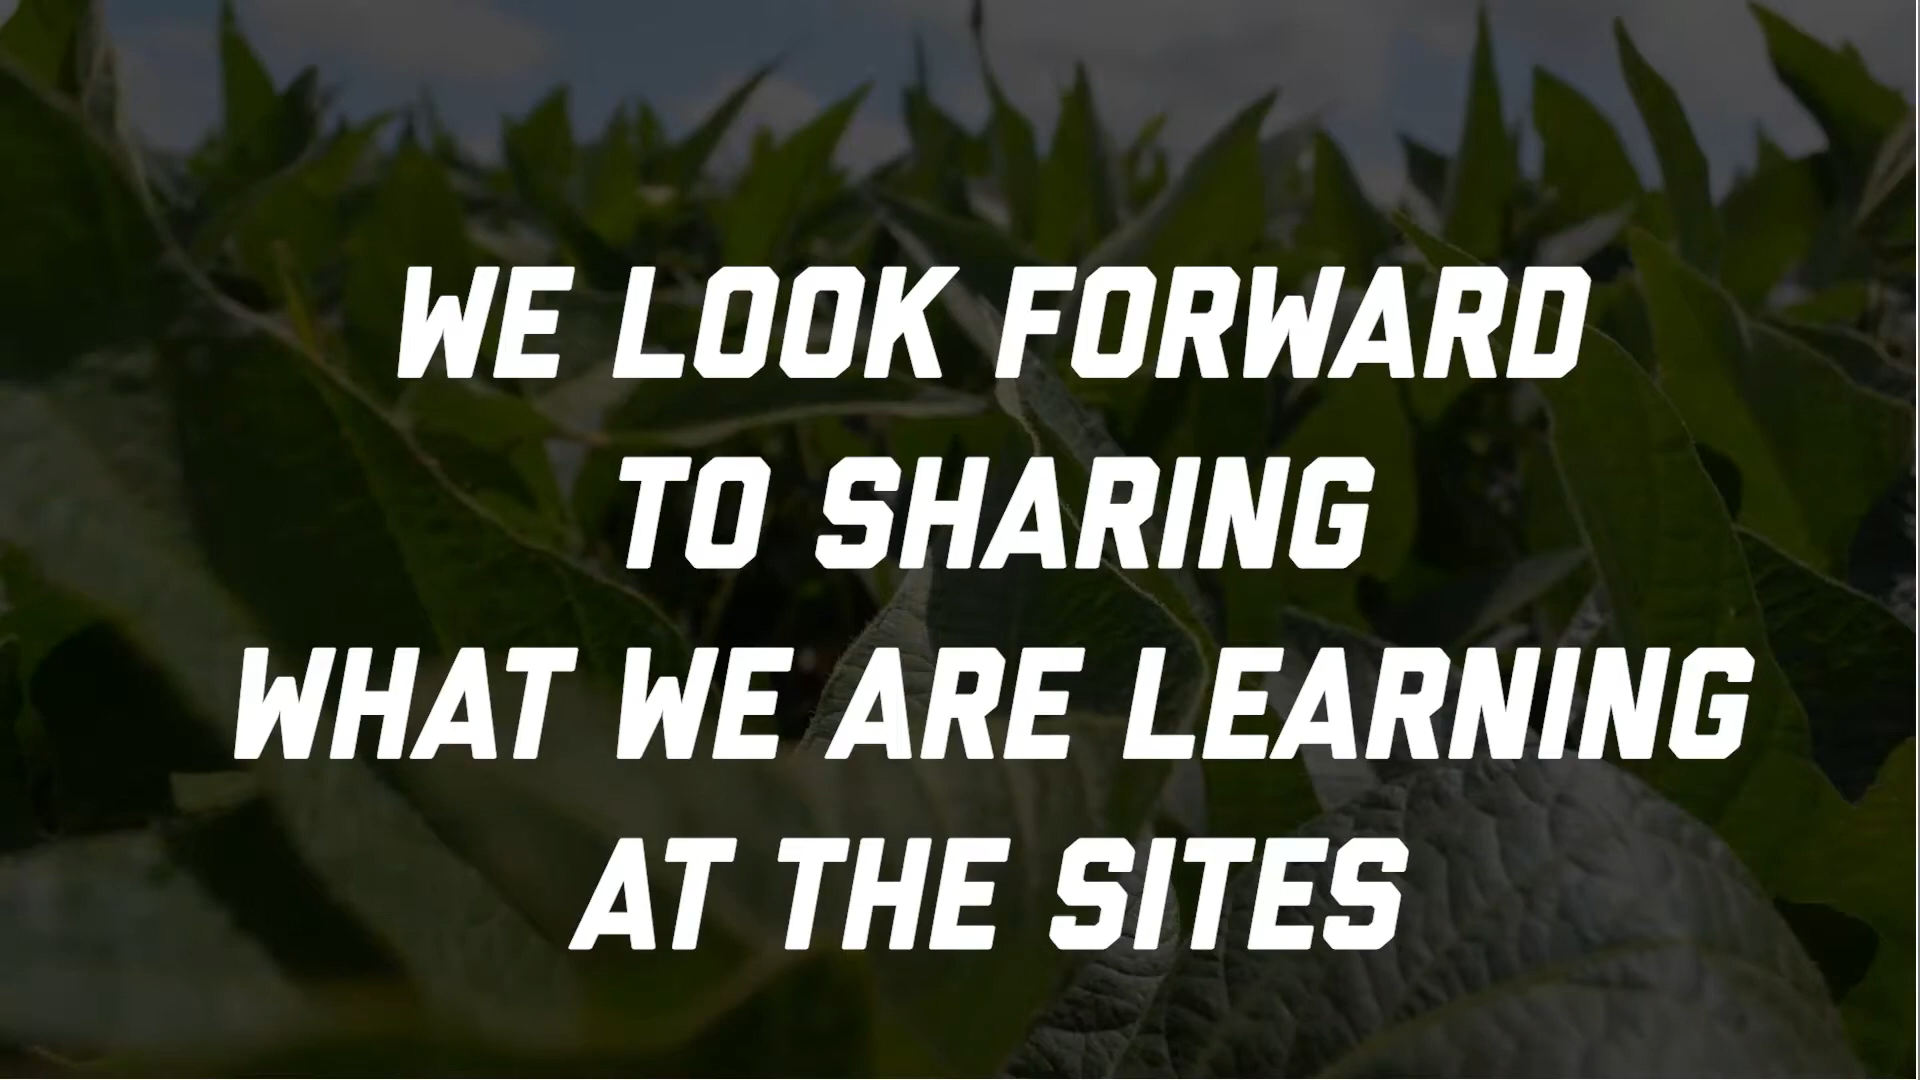 WE LOOK FORWARD
TO SHARING
WHAT WE ARE LEARNING
AT THE SITES